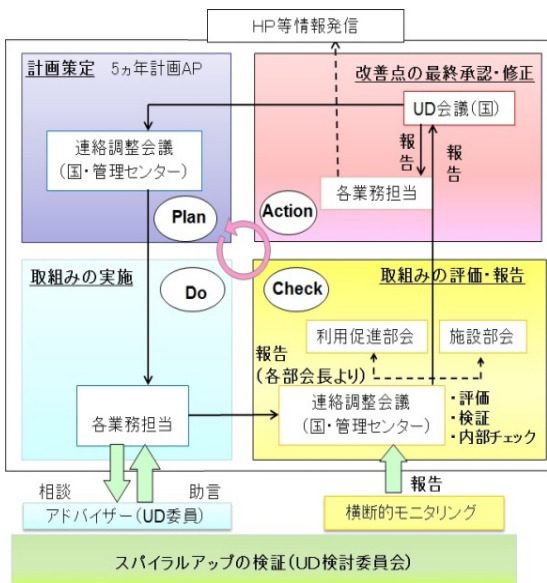 HP等情報発信
計画策定 5ヵ年計画AP
連絡調整会議
(国・管理センター)
Plan
改善点の最終承認・修正
UD会議(国)
報告
報告
各業務担当
Action
取組みの実施
Do
各業務担当
Check
取組みの評価・報告
利用促進部会
施設部会
報告
(各部会長より)
連絡調整会議
(国・管理センター)
・評価
・検証
・内部チェック
相談
助言
報告
アドバイザー(UD委員)
横断的モニタリング
スパイラルアップの検証(UD検討委員会)